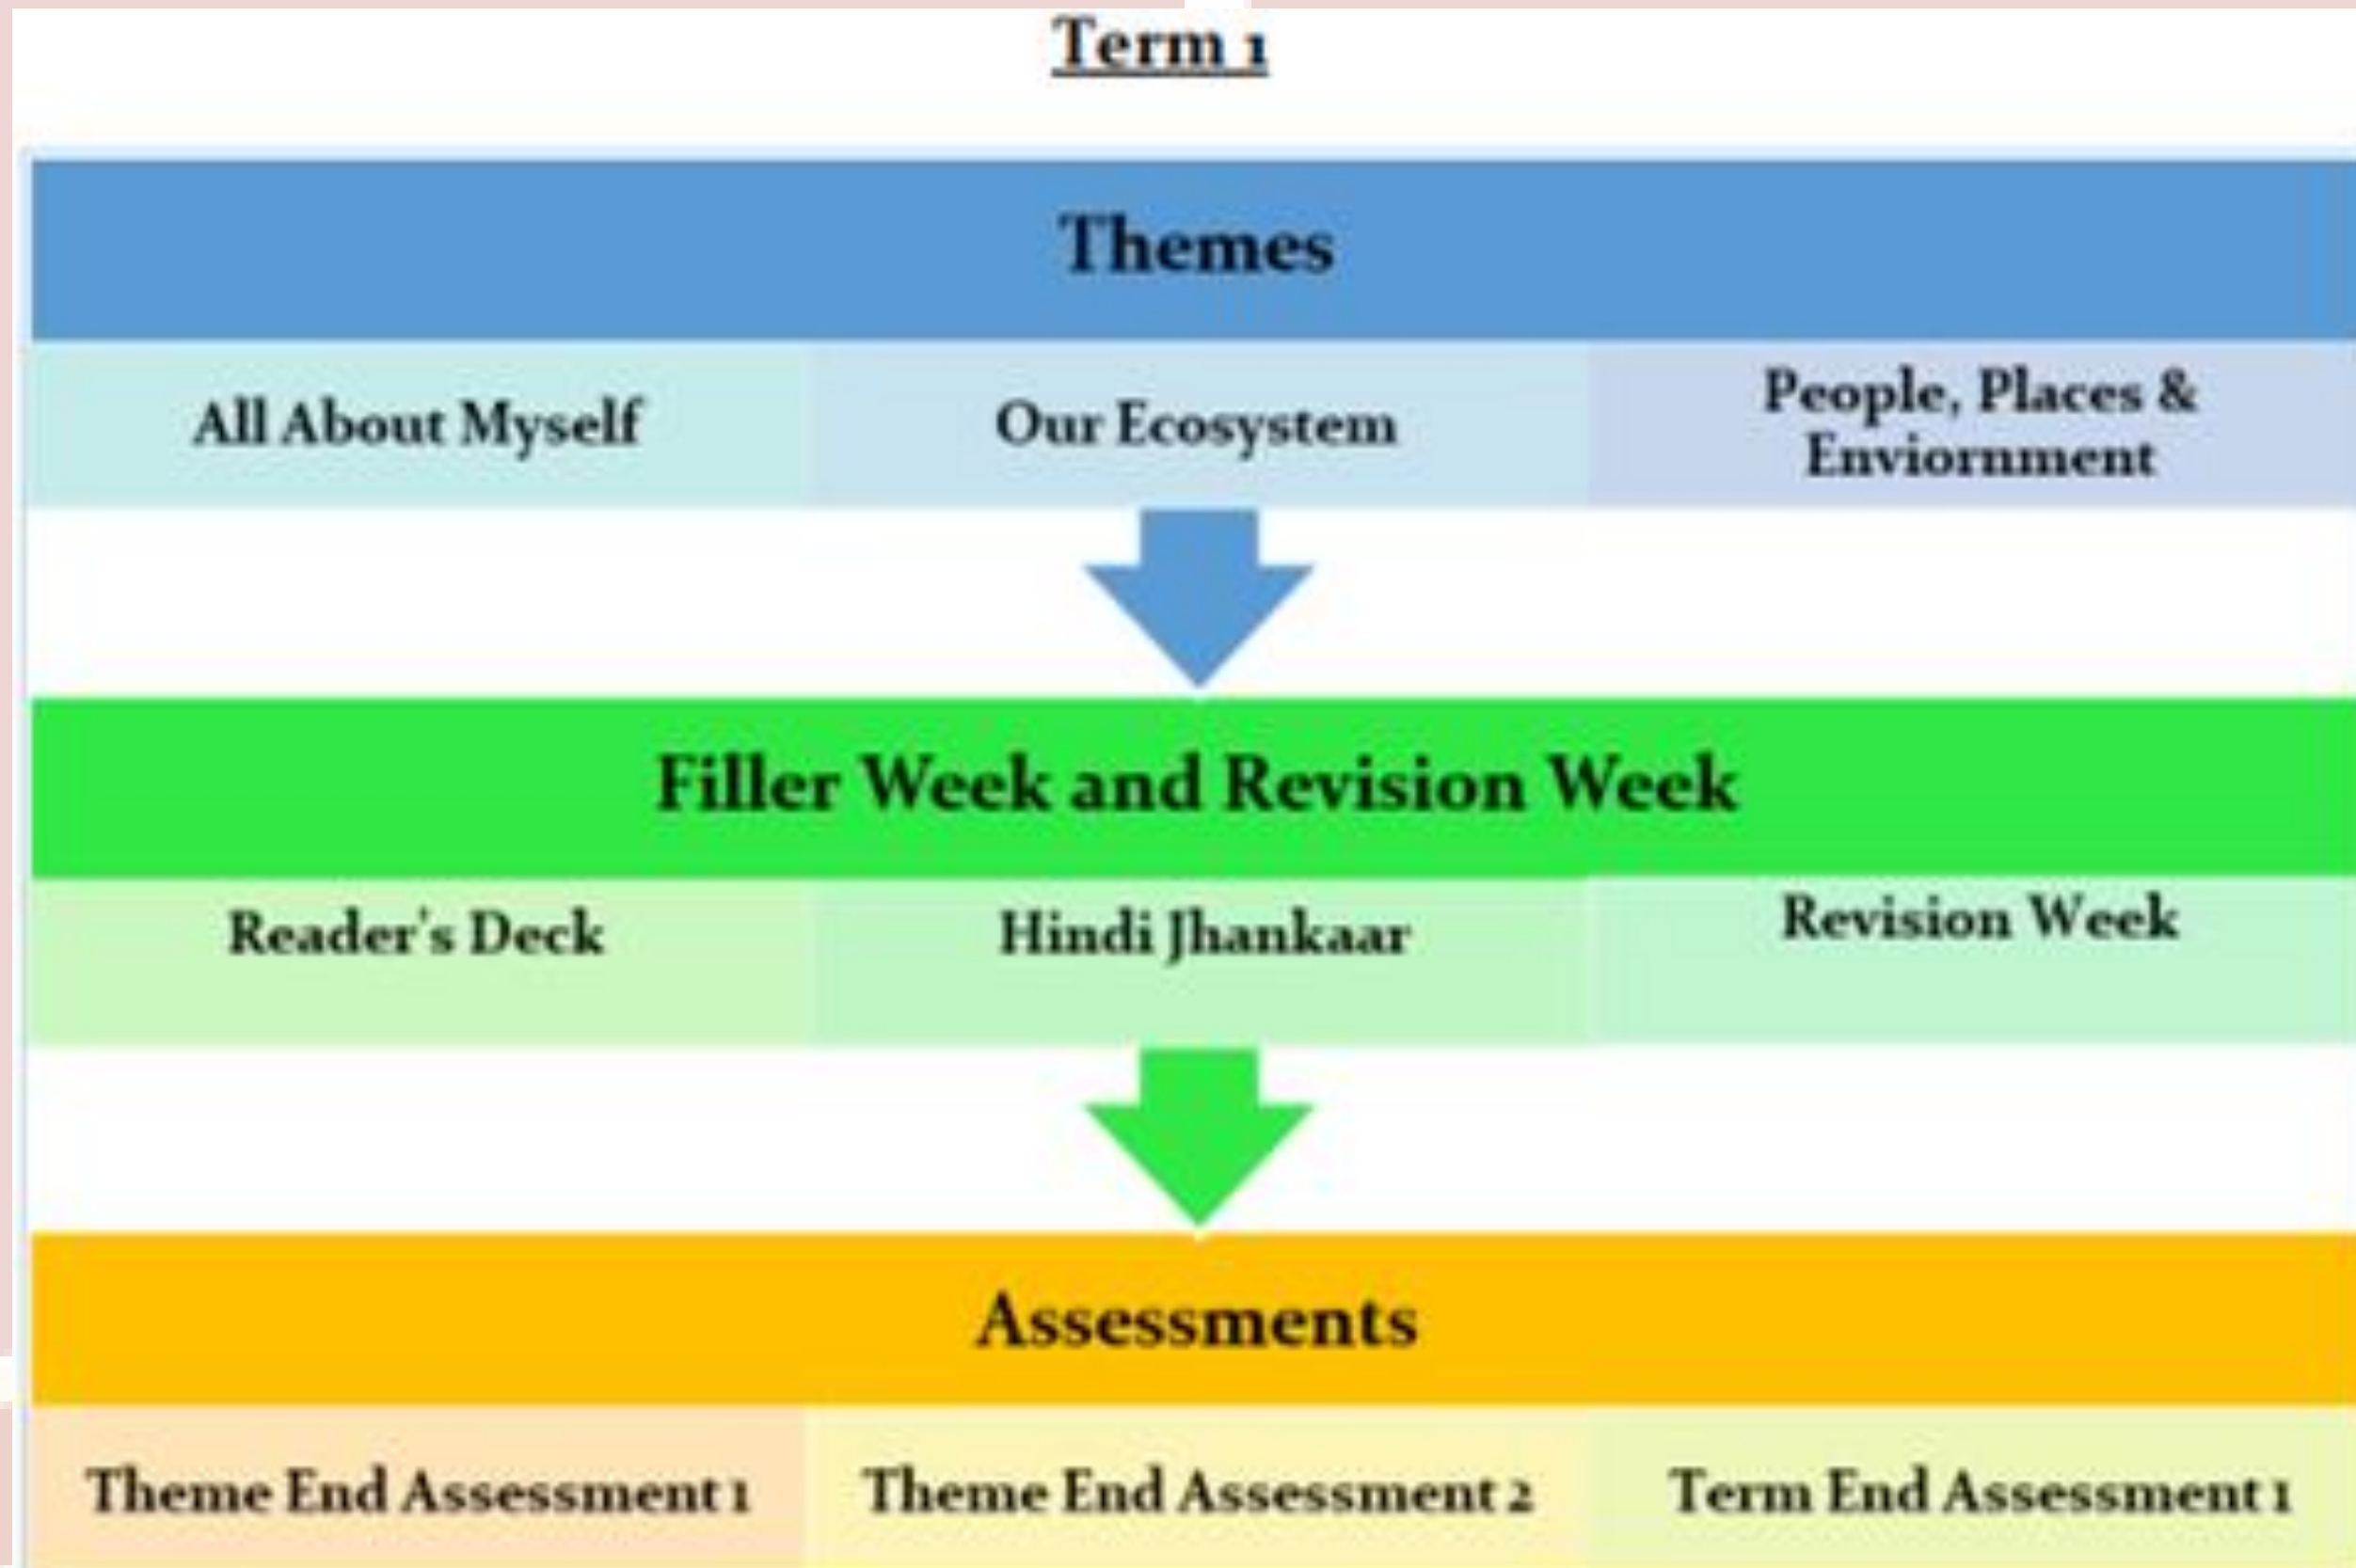 Term 1
Themes
All About Myself
Our Ecosystem
People, Places &
Enviornment
Filler Week and Revision Week
Reader's Deck
Hindi Jhankaar
Revision Week
Assessments
Theme End Assessment 1
Theme End Assessment 2
Term End Assessment 1